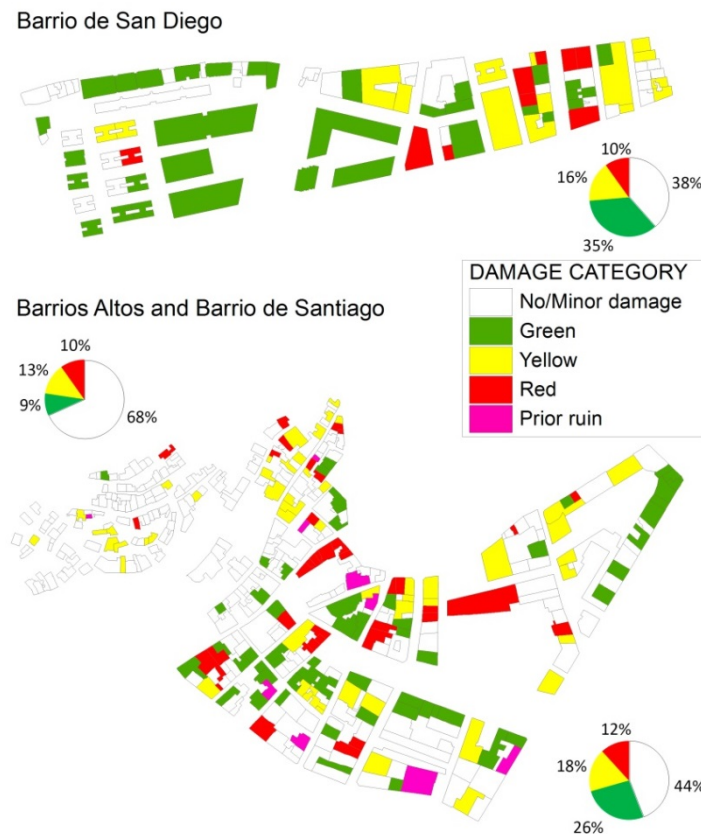 Barrio de San Diego
10%
16%
38%
35%
DAMAGE CATEGORY
No/Minor damage
Green
Yellow
Red
Prior ruin
Barrios Altos and Barrio de Santiago
10%
13%
9%
68%
12%
18%
44%
26%